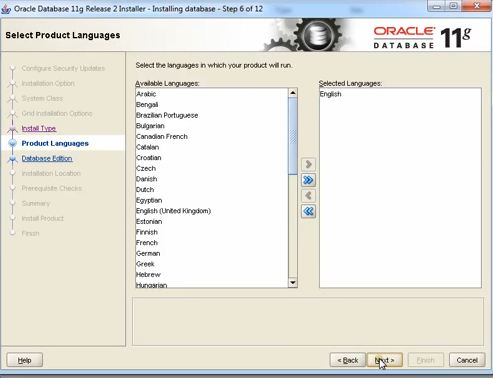 Oracle Database 11g Release 2 Installer - Installing database - Step 6 of 12
Select Product Languages
ORACLE
DATABASE 11g
Configure Security Updates
Installation Option
System Class
Grid Installation Options
Install Type
Product Languages
Database Edition
Installation Location
Prerequisite Checks
Summary
Install Product
Finish
Select the languages in which your product will run.
Available Languages:
Arabic
Bengali
Brazilian Portuguese
Bulgarian
Canadian French
Catalan
Croatian
Czech
Danish
Dutch
Egyptian
English (United Kingdom)
Estonian
Finnish
French
German
Greek
Hebrew
Hungarian
Selected Languages:
English
Help
< Back
Next >
Finish
Cancel